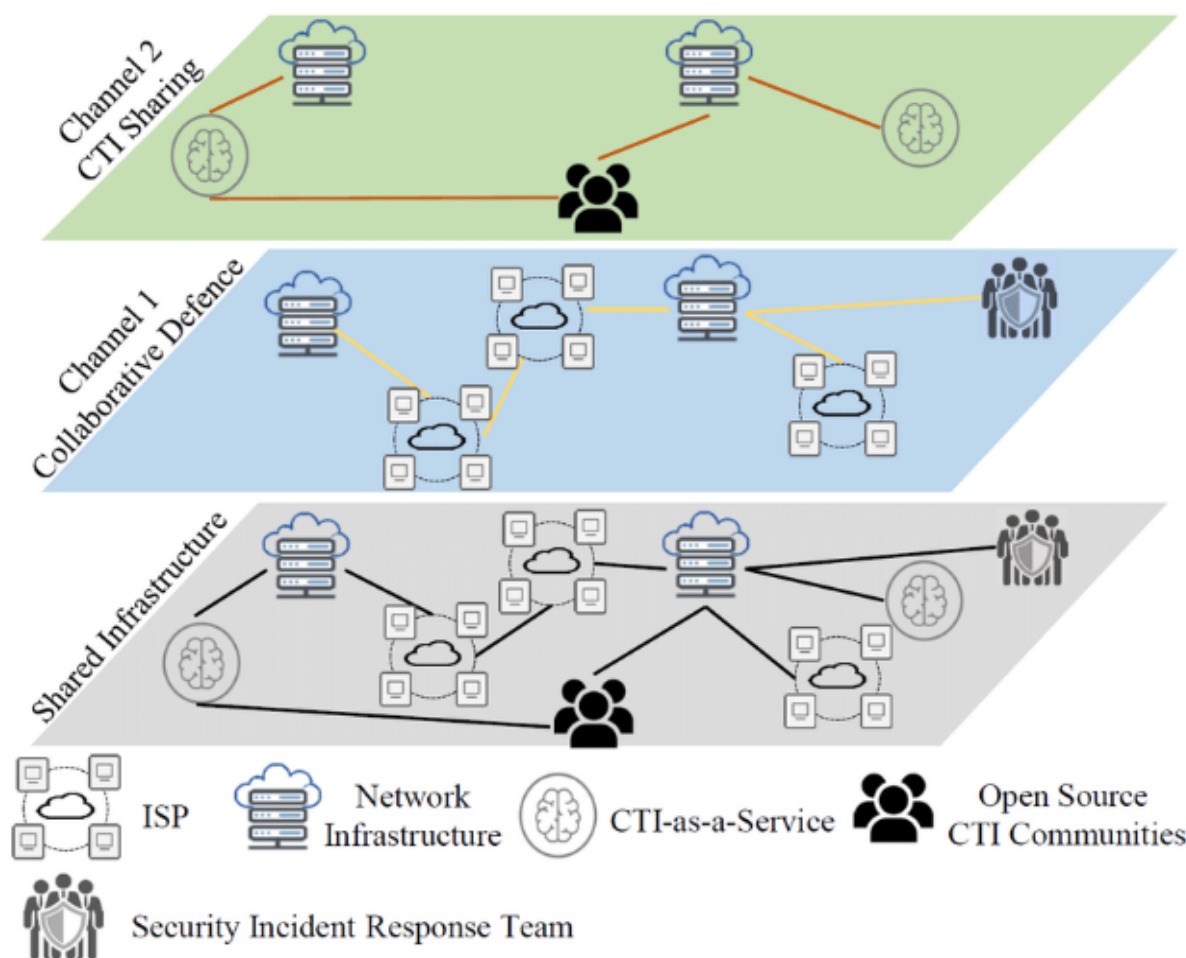 Channel 2
CTI Sharing
Channel 1
Collaborative Defence
Shared Infrastructure
ISP
Network
Infrastructure
CTI-as-a-Service
Open Source
CTI Communities
Security Incident Response Team